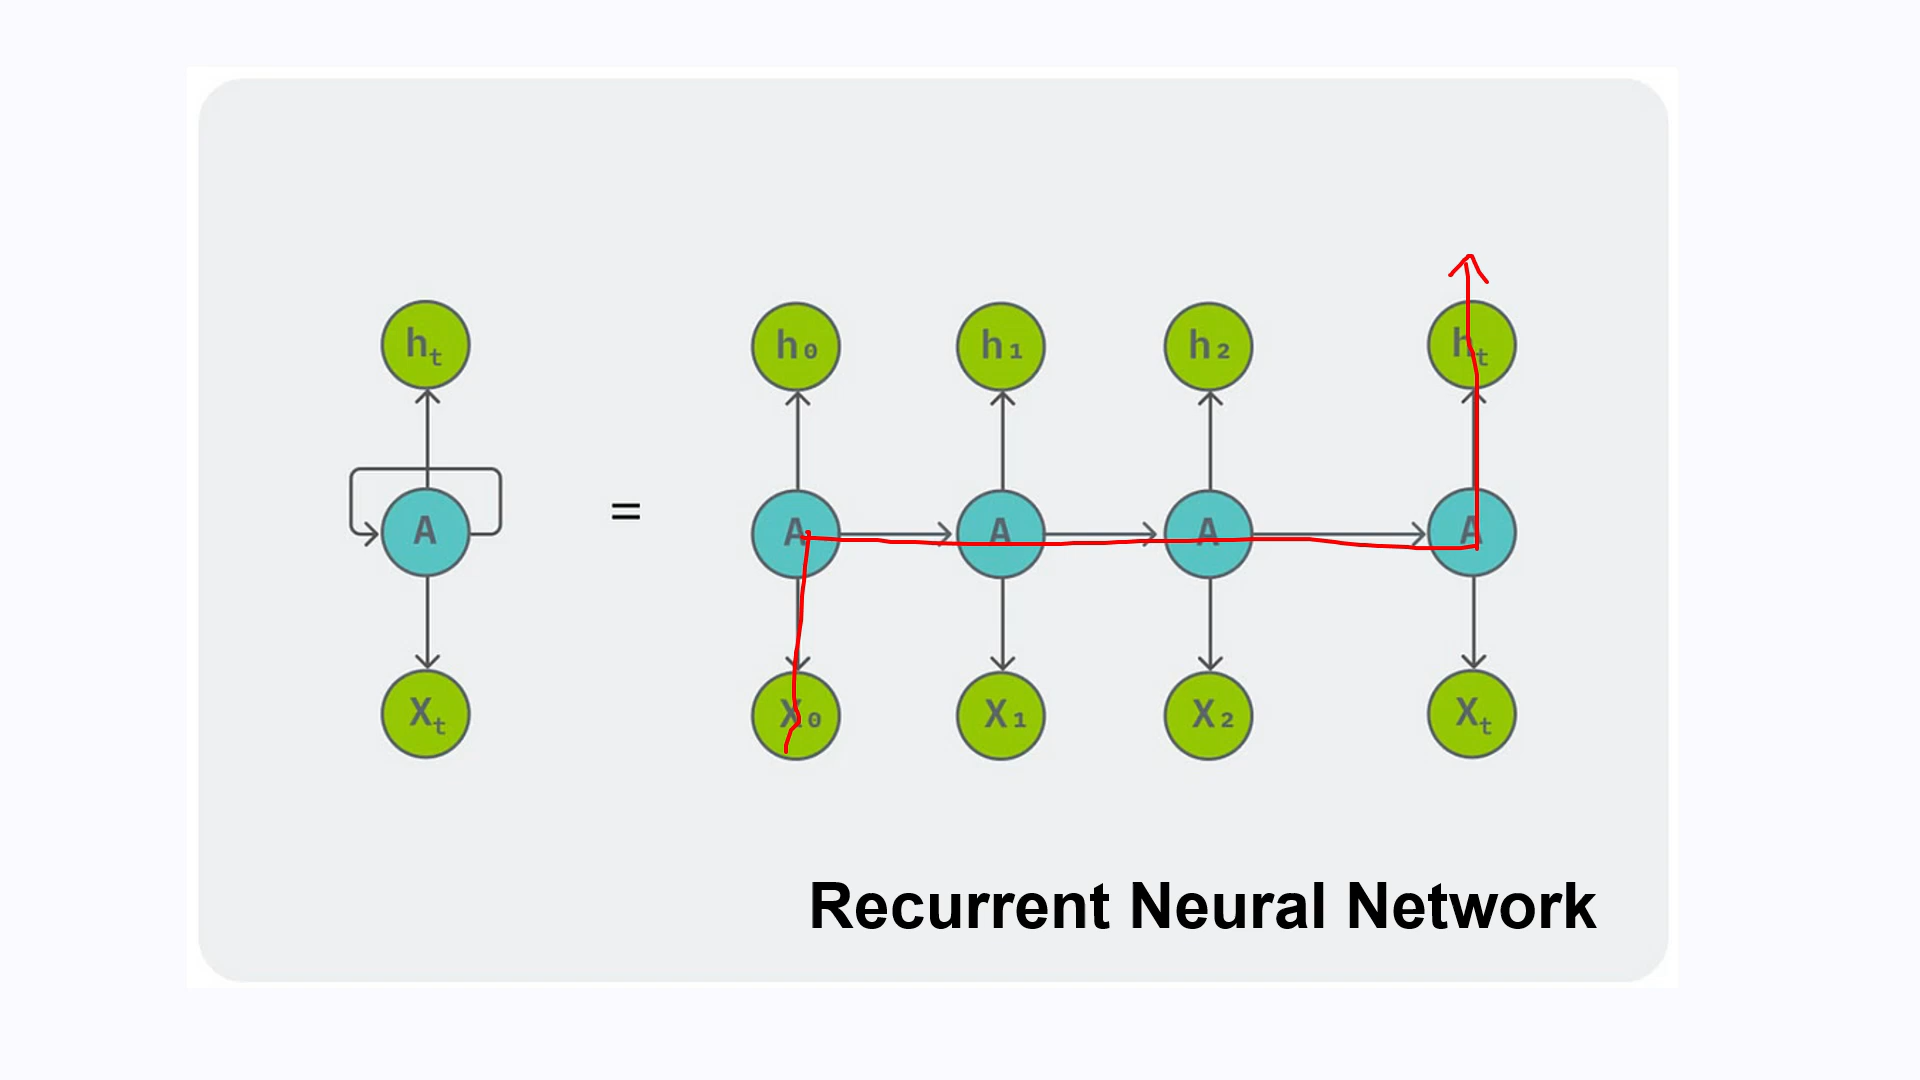 hₜ h₀ h₁ h₂ hₜ
A = A A A A
Xₜ X₀ X₁ X₂ Xₜ
Recurrent Neural Network